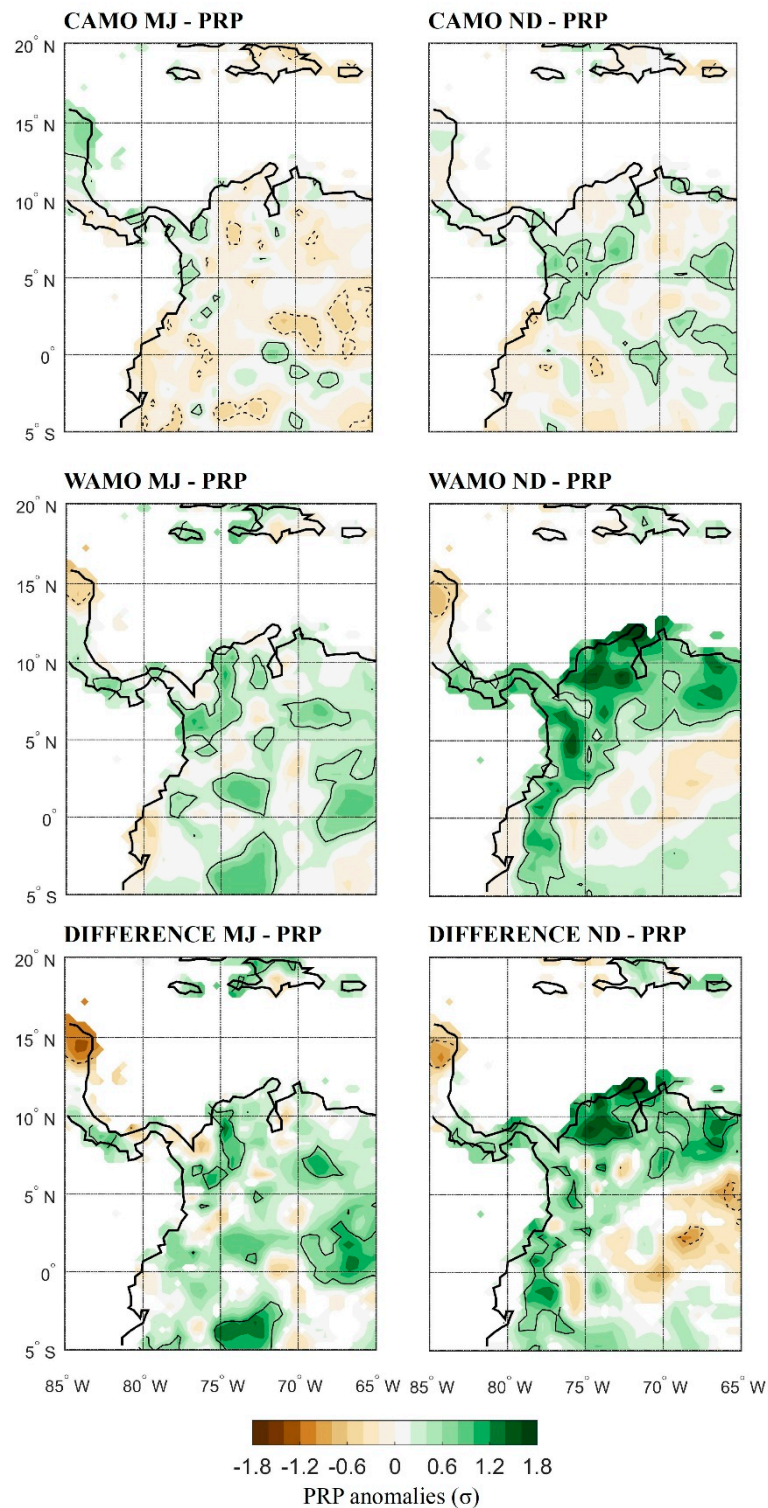 CAMO MJ - PRP
CAMO ND - PRP
20° N
15° N
10° N
5° N
0°
5° S
WAMO MJ - PRP
WAMO ND - PRP
20° N
15° N
10° N
5° N
0°
5° S
DIFFERENCE MJ - PRP
DIFFERENCE ND - PRP
20° N
15° N
10° N
5° N
0°
5° S
85° W 80° W 75° W 70° W 65° W 85° W 80° W 75° W 70° W 65° W
-1.8 -1.2 -0.6 0 0.6 1.2 1.8
PRP anomalies (σ)